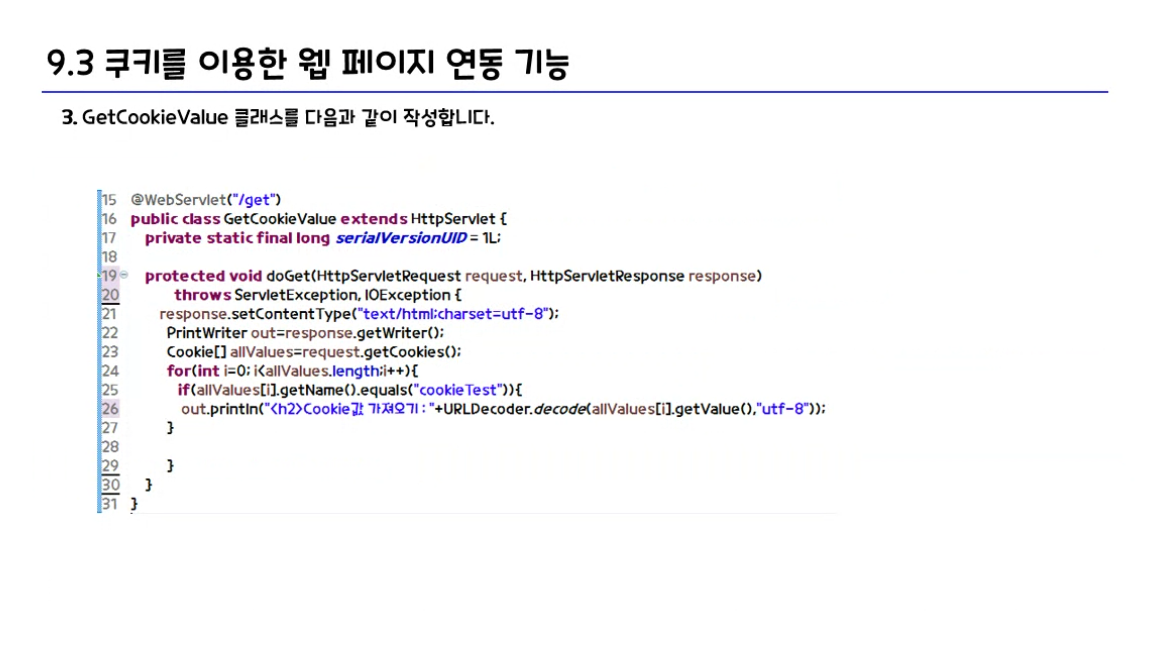 9.3 쿠키를 이용한 웹 페이지 연동 기능
3. GetCookieValue 클래스를 다음과 같이 작성합니다.
15 @WebServlet("/get")
16 public class GetCookieValue extends HttpServlet {
17 private static final long serialVersionUID = 1L;
18
19 protected void doGet(HttpServletRequest request, HttpServletResponse response)
20 throws ServletException, IOException {
21 response.setContentType("text/html;charset=utf-8");
22 PrintWriter out=response.getWriter();
23 Cookie[] allValues=request.getCookies();
24 for(int i=0; i<allValues.length;i++){
25 if(allValues[i].getName().equals("cookieTest")){
26 out.println("<h2>Cookie값 가져오기 : "+URLDecoder.decode(allValues[i].getValue(),"utf-8"));
27 }
28
29 }
30 }
31 }